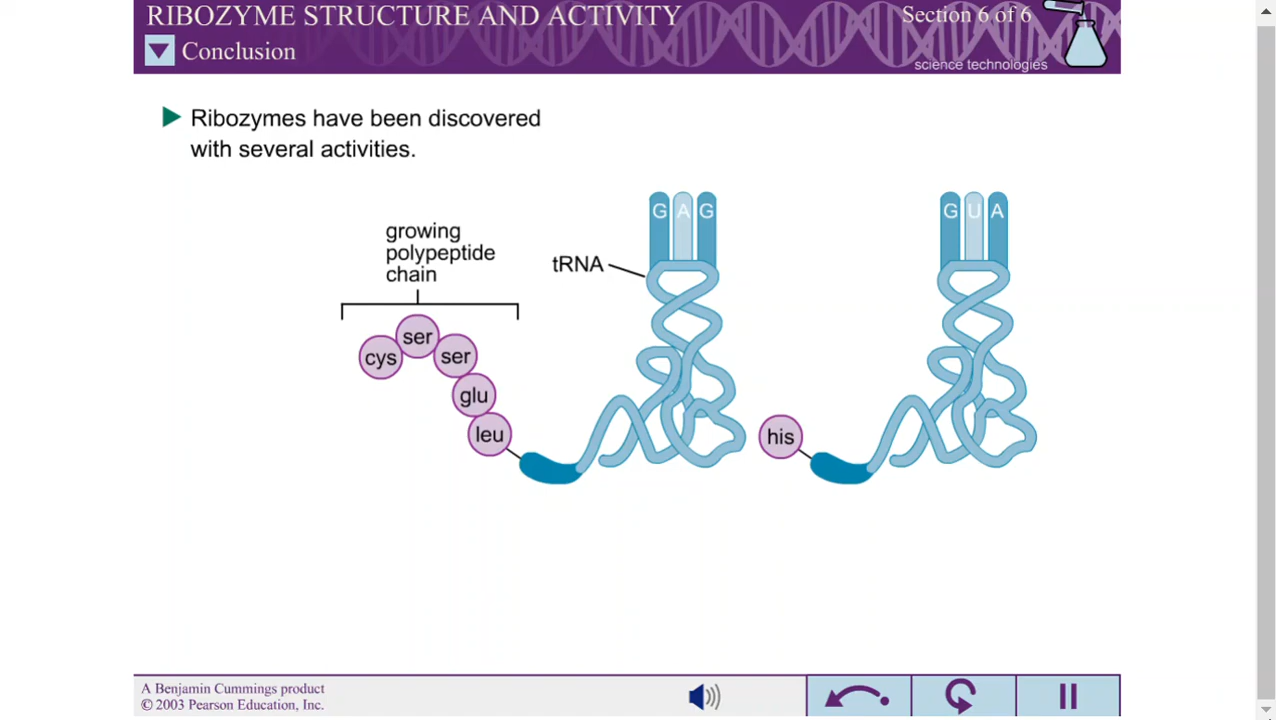 RIBOZYME STRUCTURE AND ACTIVITY
Section 6 of 6
Conclusion
science technologies
Ribozymes have been discovered
with several activities.
growing
polypeptide
chain
tRNA
G A G
G U A
cys
ser
ser
glu
leu
his
A Benjamin Cummings product
© 2003 Pearson Education, Inc.